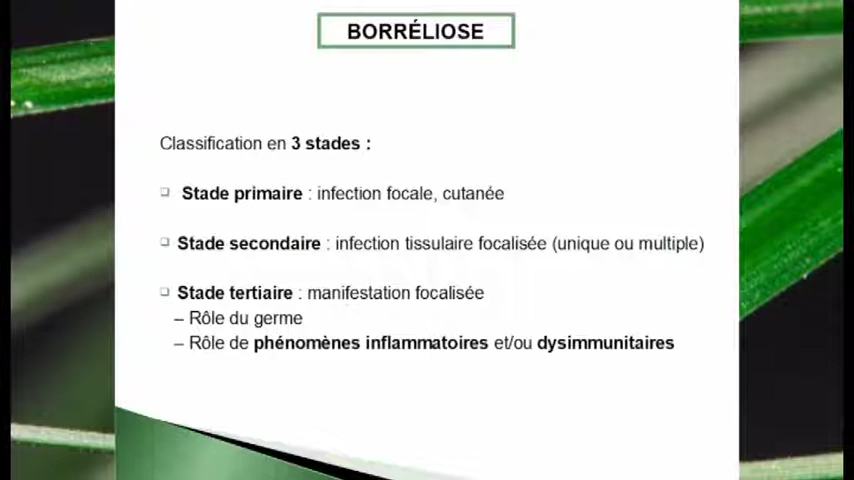 BORRÉLIOSE
Classification en 3 stades :
❑ Stade primaire : infection focale, cutanée
❑ Stade secondaire : infection tissulaire focalisée (unique ou multiple)
❑ Stade tertiaire : manifestation focalisée
– Rôle du germe
– Rôle de phénomènes inflammatoires et/ou dysimmunitaires